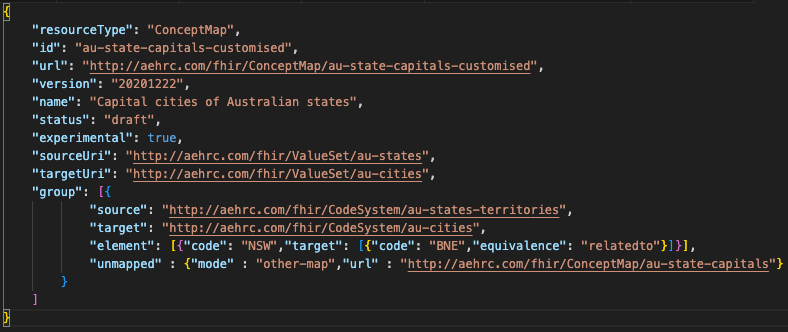 {
"resourceType": "ConceptMap",
"id": "au-state-capitals-customised",
"url": "http://aehrc.com/fhir/ConceptMap/au-state-capitals-customised",
"version": "20201222",
"name": "Capital cities of Australian states",
"status": "draft",
"experimental": true,
"sourceUri": "http://aehrc.com/fhir/ValueSet/au-states",
"targetUri": "http://aehrc.com/fhir/ValueSet/au-cities",
"group": [{
"source": "http://aehrc.com/fhir/CodeSystem/au-states-territories",
"target": "http://aehrc.com/fhir/CodeSystem/au-cities",
"element": [{"code": "NSW","target": [{"code": "BNE","equivalence": "relatedto"}]}],
"unmapped" : {"mode" : "other-map","url" : "http://aehrc.com/fhir/ConceptMap/au-state-capitals"}
}
]
}